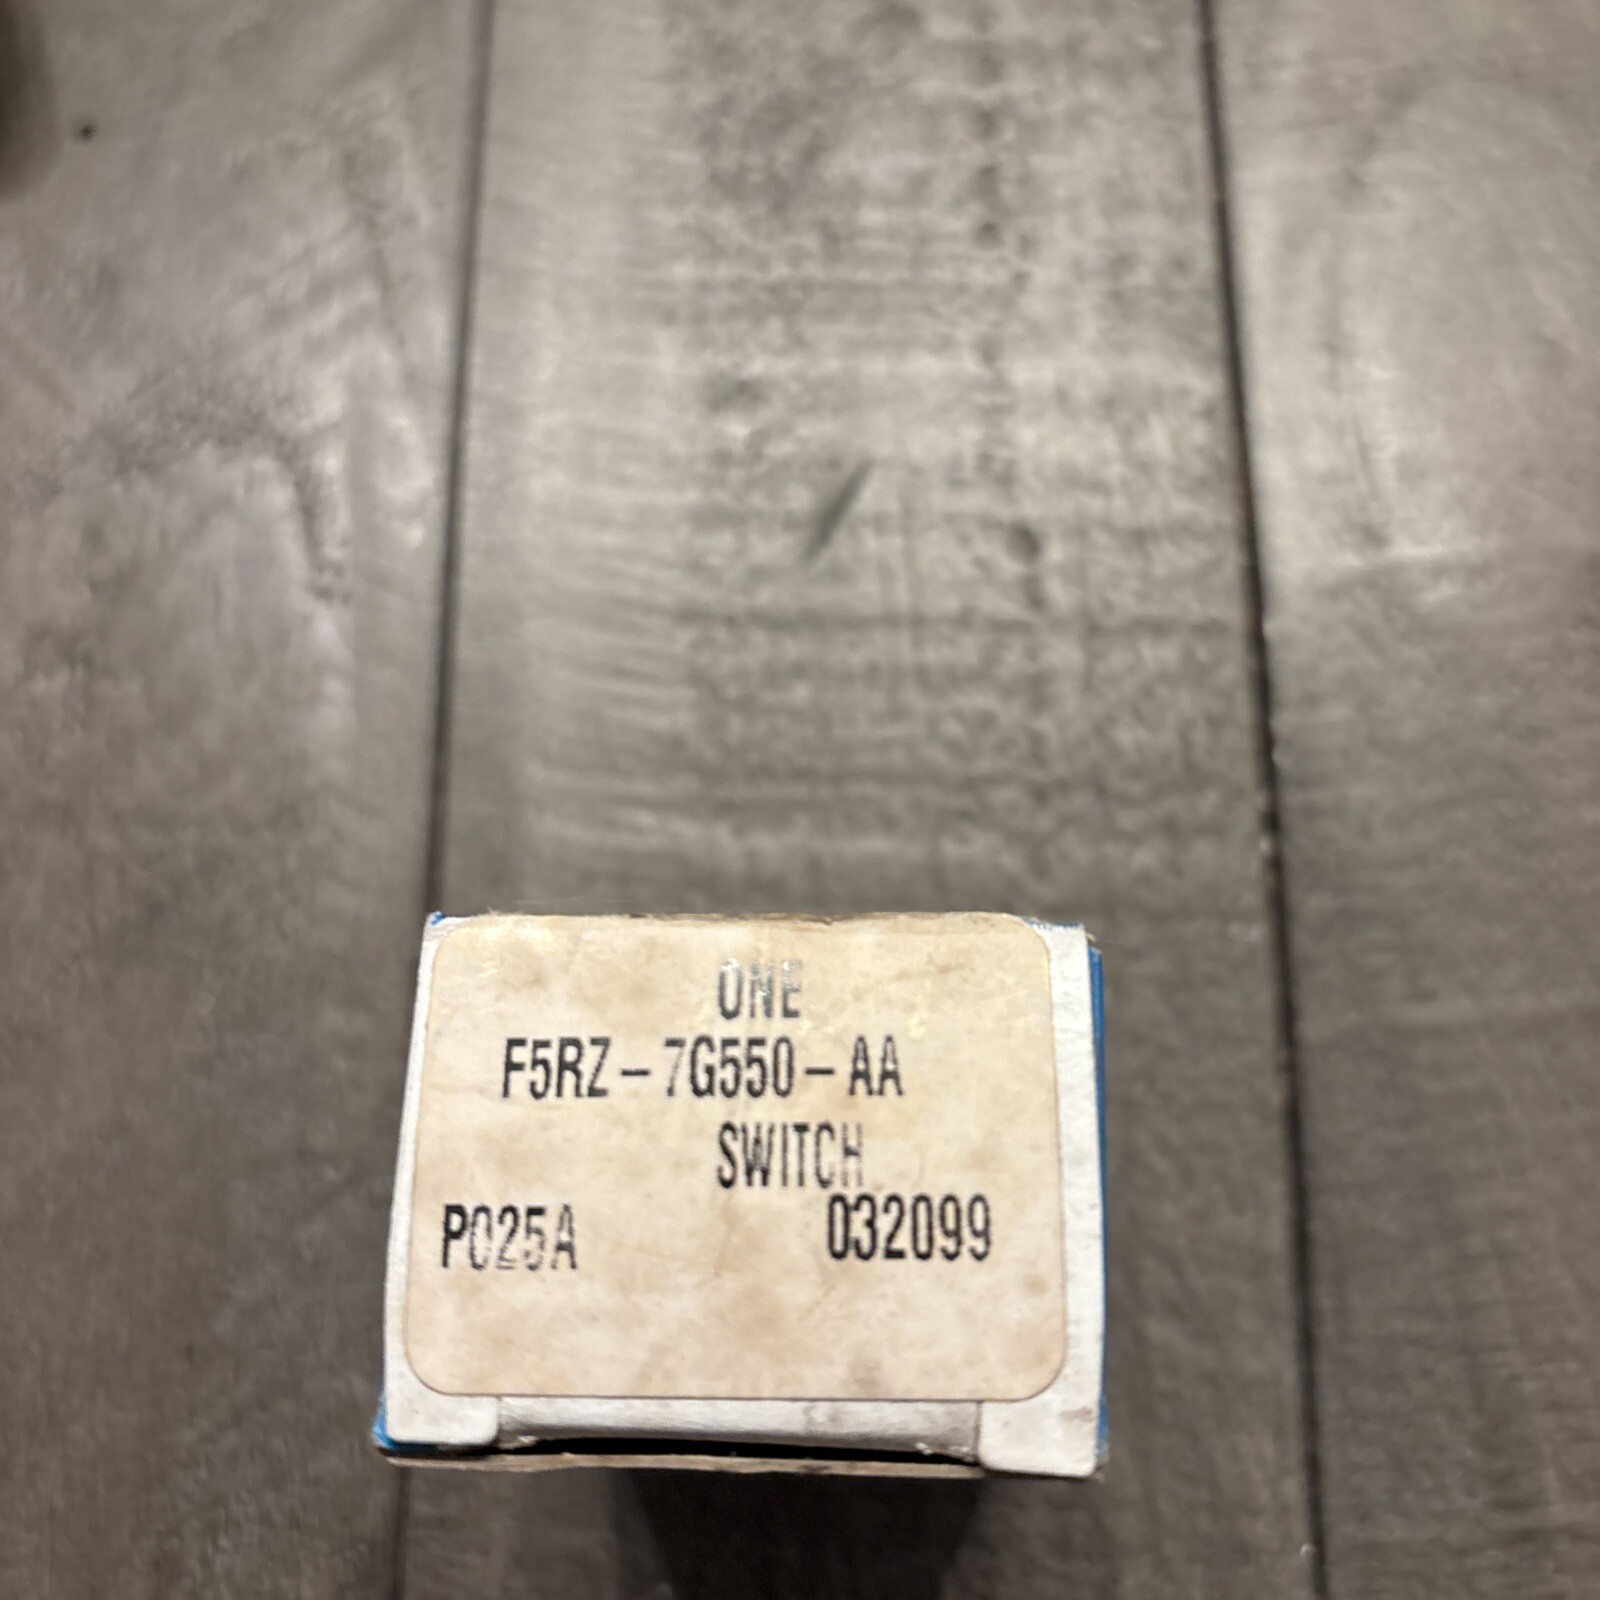 ONE
F5RZ-7G550-AA
SWITCH
P025A 032099